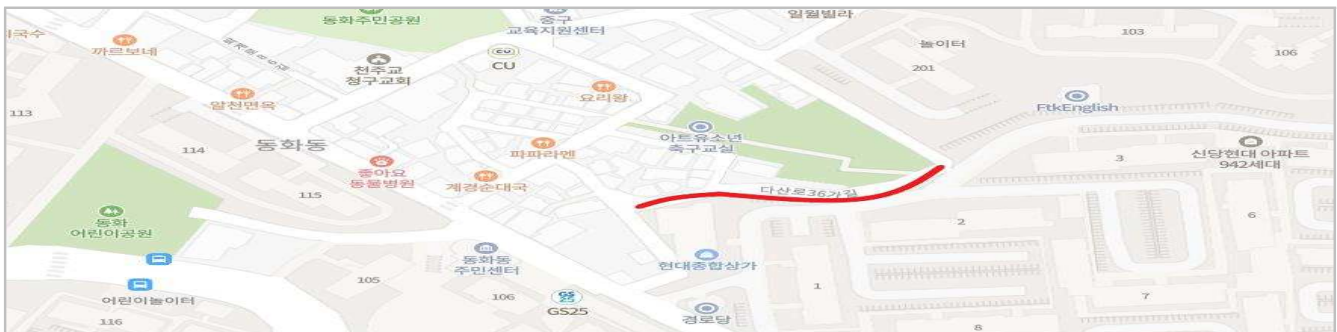 동화주민공원
중구
교육지원센터
일월빌라
국수
까르보네
cu
CU
천주교
청구교회
놀이터
103
106
201
요리왕
FtkEnglish
알천면옥
113
아트유소년
축구교실
동화동
114
파파라멘
신당현대 아파트
942세대
3
좋아요
동물병원
계경순대국
115
다산로36가길
동화
어린이공원
2
6
동화동
주민센터
현대종합상가
105
1
어린이놀이터
106
GS
25
GS25
7
경로당
116
8